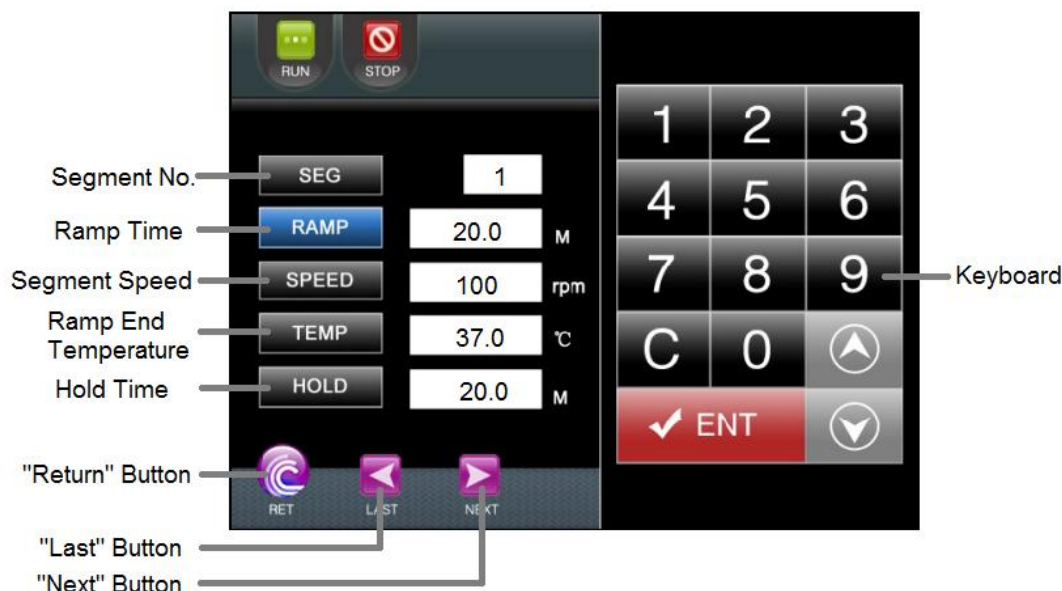 RUN
STOP
1 2 3
Segment No. SEG 1
Ramp Time RAMP 20.0 M
4 5 6
Segment Speed SPEED 100 rpm
7 8 9 Keyboard
Ramp End
Temperature
TEMP 37.0 ℃
C 0
Hold Time HOLD 20.0 M
ENT
"Return" Button
RET LAST NEXT
"Last" Button
"Next" Button